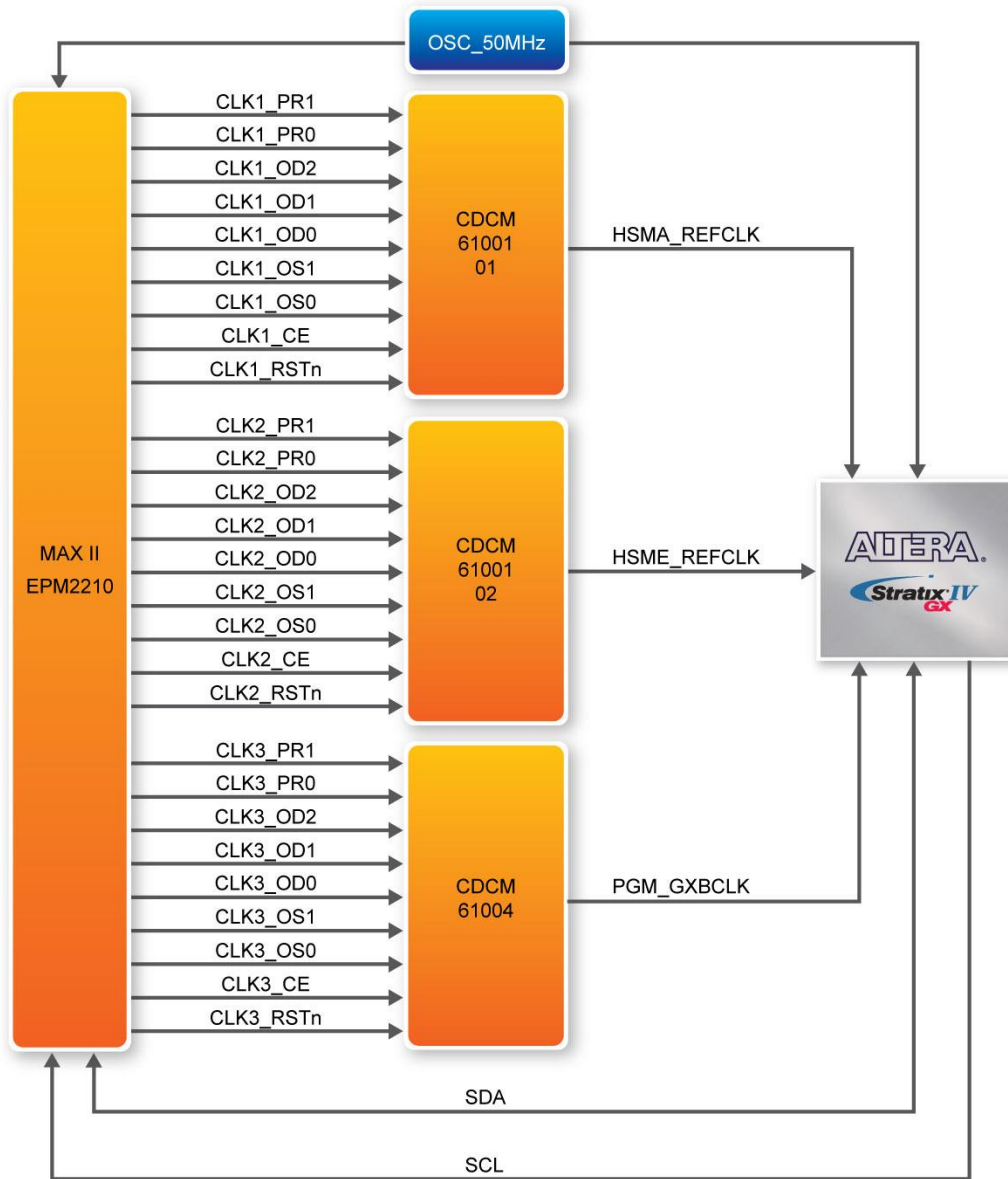 OSC_50MHz
CLK1_PR1
CLK1_PR0
CLK1_OD2
CLK1_OD1
CLK1_OD0
CLK1_OS1
CLK1_OS0
CLK1_CE
CLK1_RSTn
CDCM
61001
01
HSMA_REFCLK
CLK2_PR1
CLK2_PR0
CLK2_OD2
CLK2_OD1
CLK2_OD0
CLK2_OS1
CLK2_OS0
CLK2_CE
CLK2_RSTn
MAX II
EPM2210
CDCM
61001
02
HSME_REFCLK
ALTERA®
Stratix® IV
GX
CLK3_PR1
CLK3_PR0
CLK3_OD2
CLK3_OD1
CLK3_OD0
CLK3_OS1
CLK3_OS0
CLK3_CE
CLK3_RSTn
CDCM
61004
PGM_GXBCLK
SDA
SCL